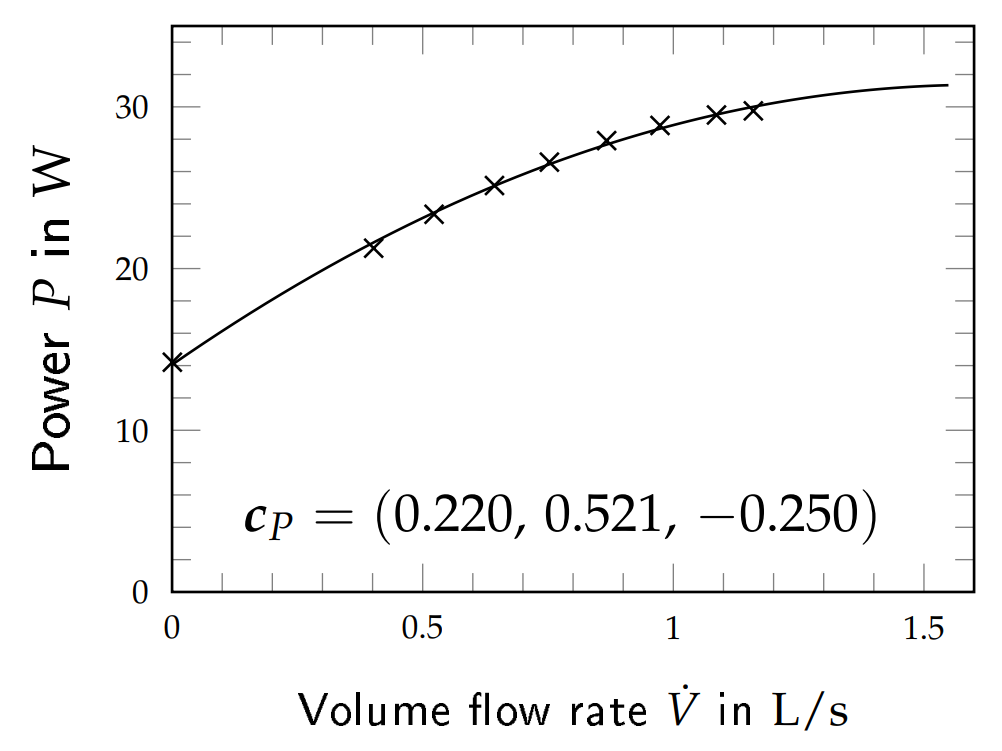 Power P in W
30
20
10
0
c_P = (0.220, 0.521, −0.250)
0 0.5 1 1.5
Volume flow rate V̇ in L/s